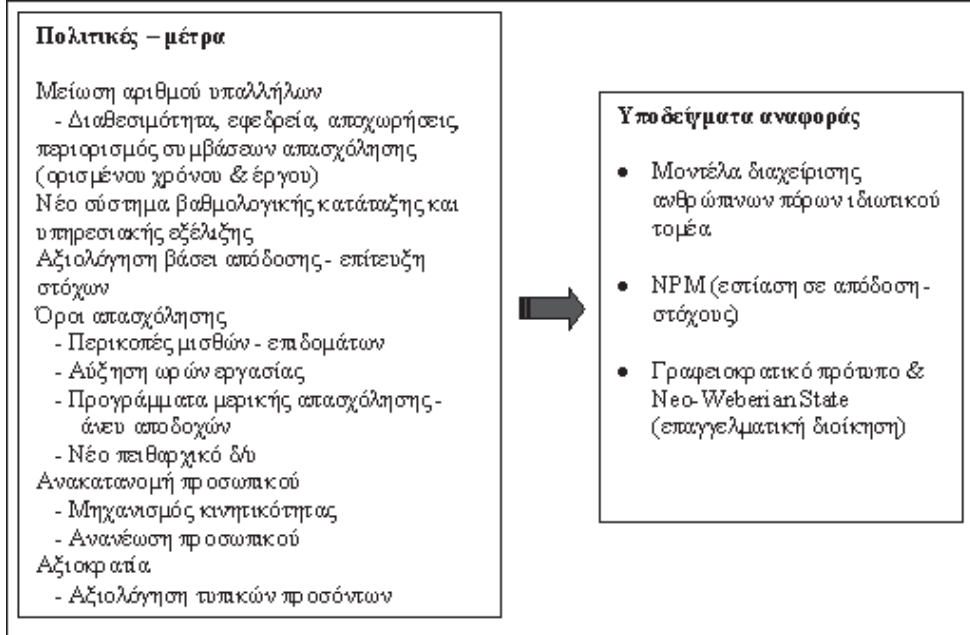 Πολιτικές – μέτρα
Μείωση αριθμού υπαλλήλων
- Διαθεσιμότητα, εφεδρεία, αποχωρήσεις,
περιορισμός συμβάσεων απασχόλησης
(ορισμένου χρόνου & έργου)
Νέο σύστημα βαθμολογικής κατάταξης και
υπηρεσιακής εξέλιξης
Αξιολόγηση βάσει απόδοσης - επίτευξη
στόχων
Όροι απασχόλησης
- Περικοπές μισθών - επιδομάτων
- Αύξηση ωρών εργασίας
- Προγράμματα μερικής απασχόλησης -
άνευ αποδοχών
- Νέο πειθαρχικό δ/υ
Ανακατανομή προσωπικού
- Μηχανισμός κινητικότητας
- Ανανέωση προσωπικού
Αξιοκρατία
- Αξιολόγηση τυπικών προσόντων
Υποδείγματα αναφοράς
● Μοντέλα διαχείρισης
ανθρώπινων πόρων ιδιωτικού
τομέα
● NPM (εστίαση σε απόδοση -
στόχους)
● Γραφειοκρατικό πρότυπο &
Neo-Weberian State
(επαγγελματική διοίκηση)